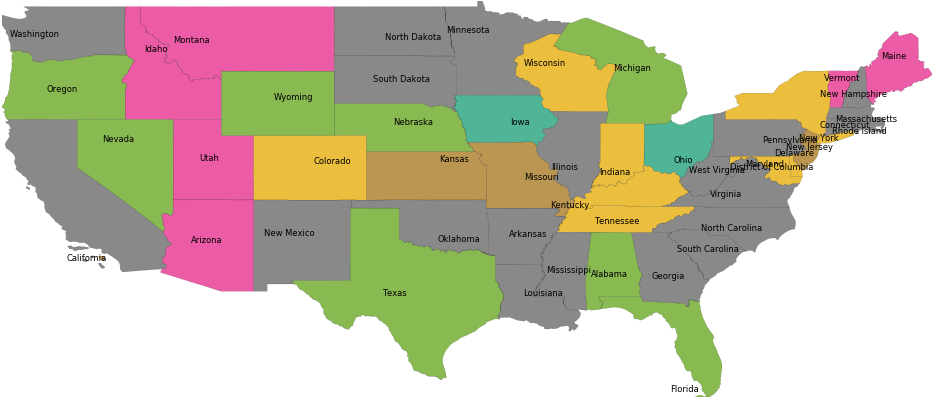 Minnesota
Washington
North Dakota
Idaho
Montana
Maine
Wisconsin
Michigan
South Dakota
Vermont
Oregon
Wyoming
New Hampshire
Nebraska
Iowa
Massachusetts
Connecticut
Rhode Island
Nevada
Pennsylvania
New York
New Jersey
Utah
Colorado
Kansas
Ohio
Delaware
Illinois
Maryland
District of Columbia
Indiana
West Virginia
Missouri
Virginia
Kentucky
Tennessee
North Carolina
New Mexico
Arkansas
Arizona
Oklahoma
South Carolina
California
Mississippi
Alabama
Georgia
Texas
Louisiana
Florida